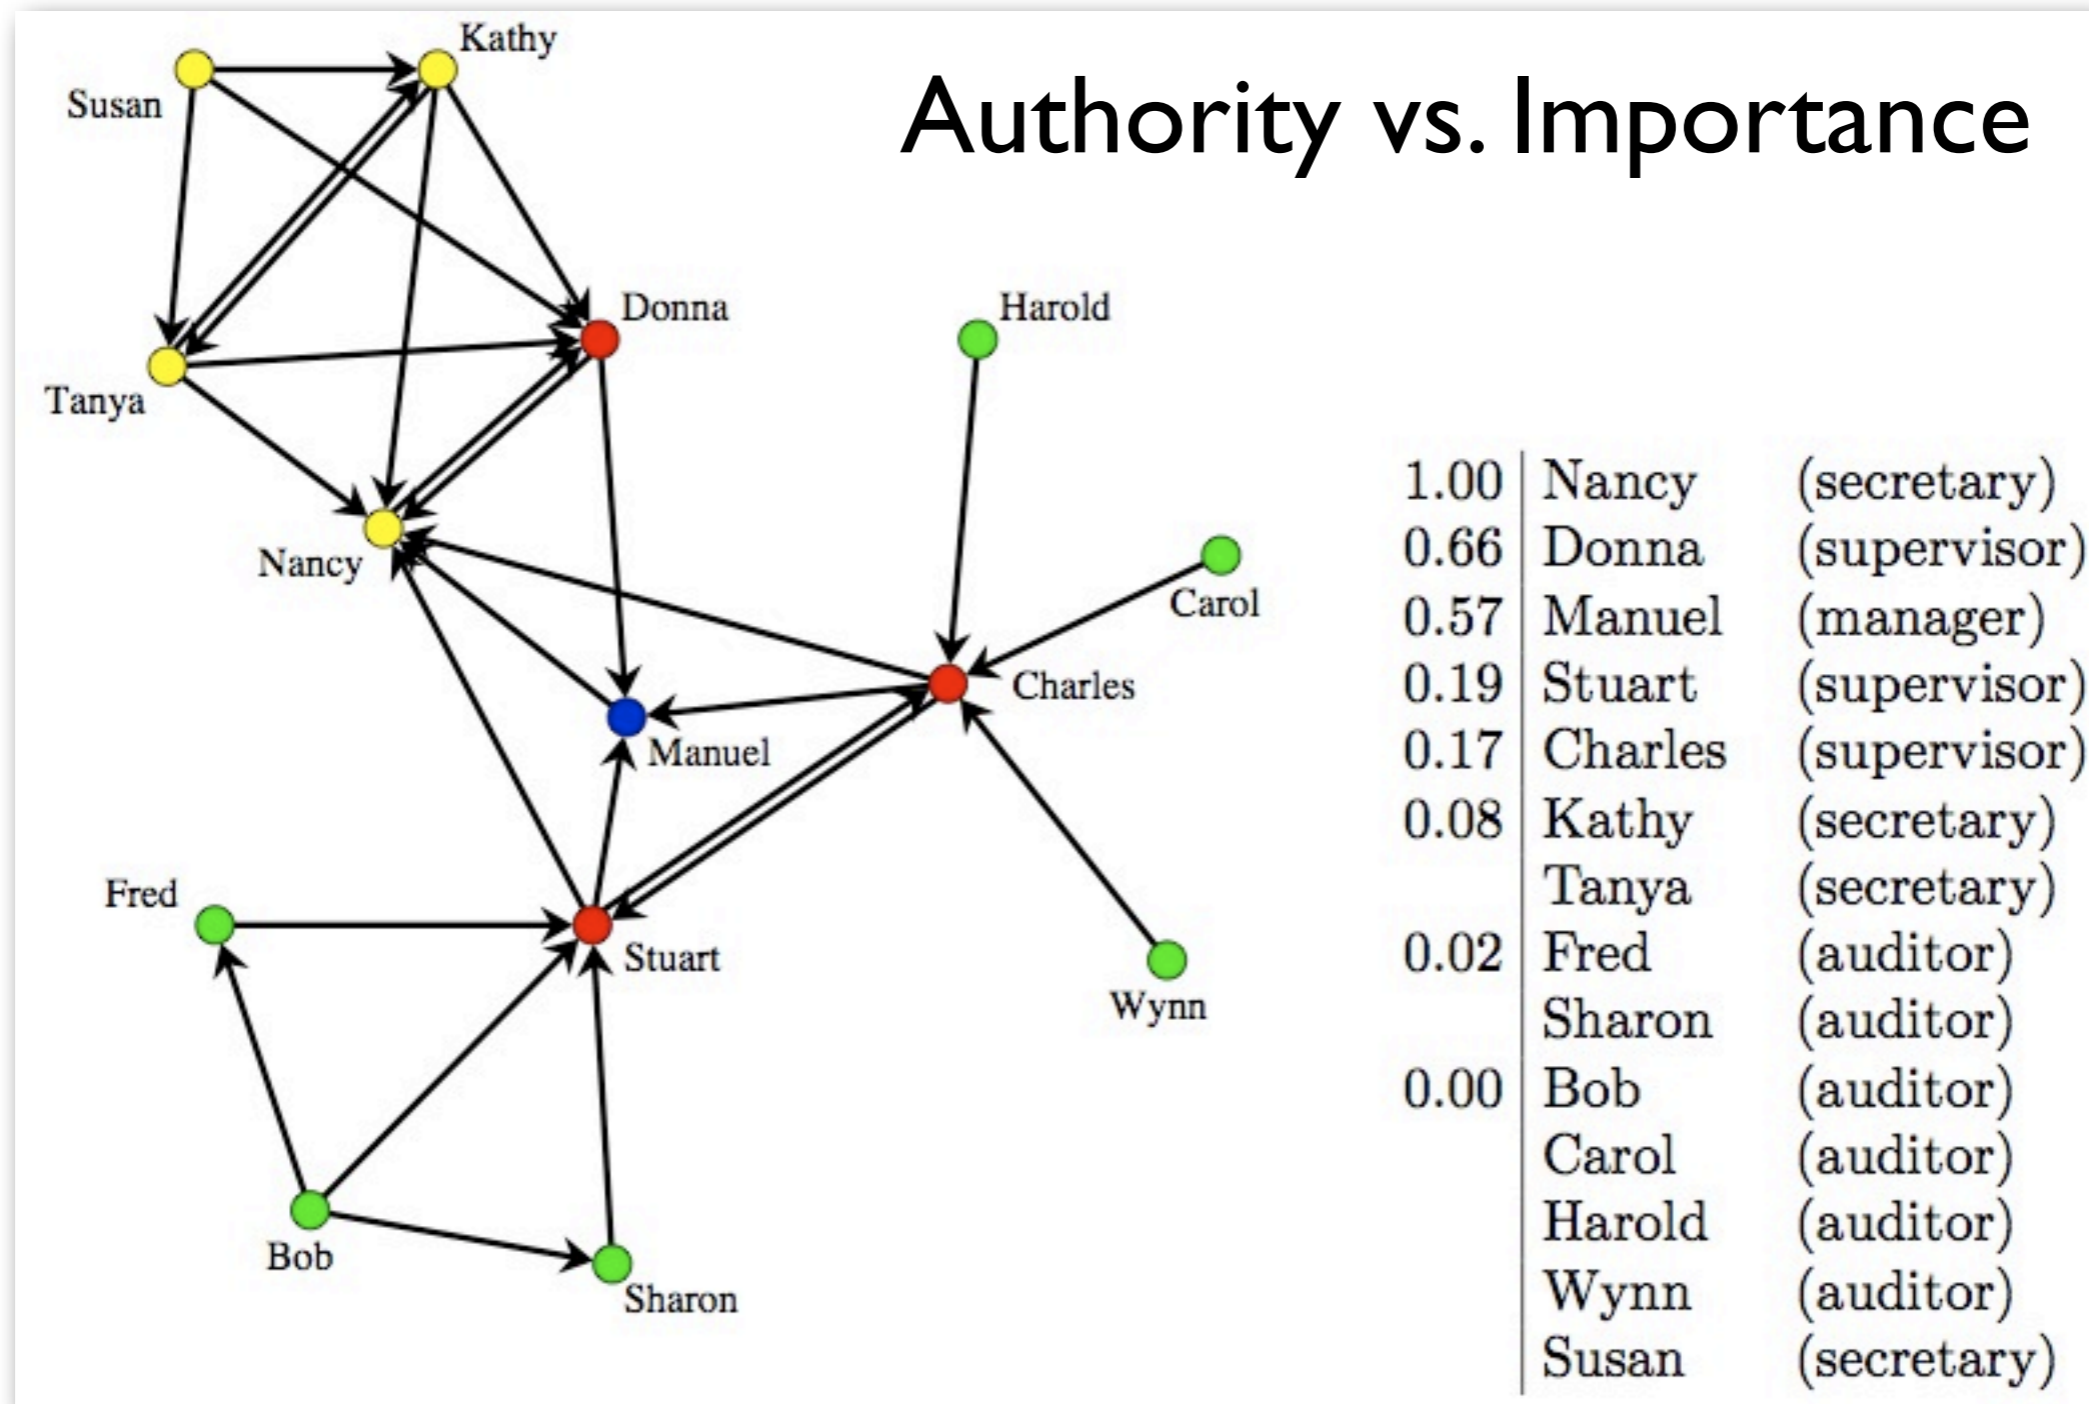 Authority vs. Importance
Kathy
Susan
Donna
Harold
Tanya
Nancy
Carol
Charles
Manuel
Fred
Stuart
Wynn
Bob
Sharon
1.00 Nancy (secretary)
0.66 Donna (supervisor)
0.57 Manuel (manager)
0.19 Stuart (supervisor)
0.17 Charles (supervisor)
0.08 Kathy (secretary)
Tanya (secretary)
0.02 Fred (auditor)
Sharon (auditor)
0.00 Bob (auditor)
Carol (auditor)
Harold (auditor)
Wynn (auditor)
Susan (secretary)